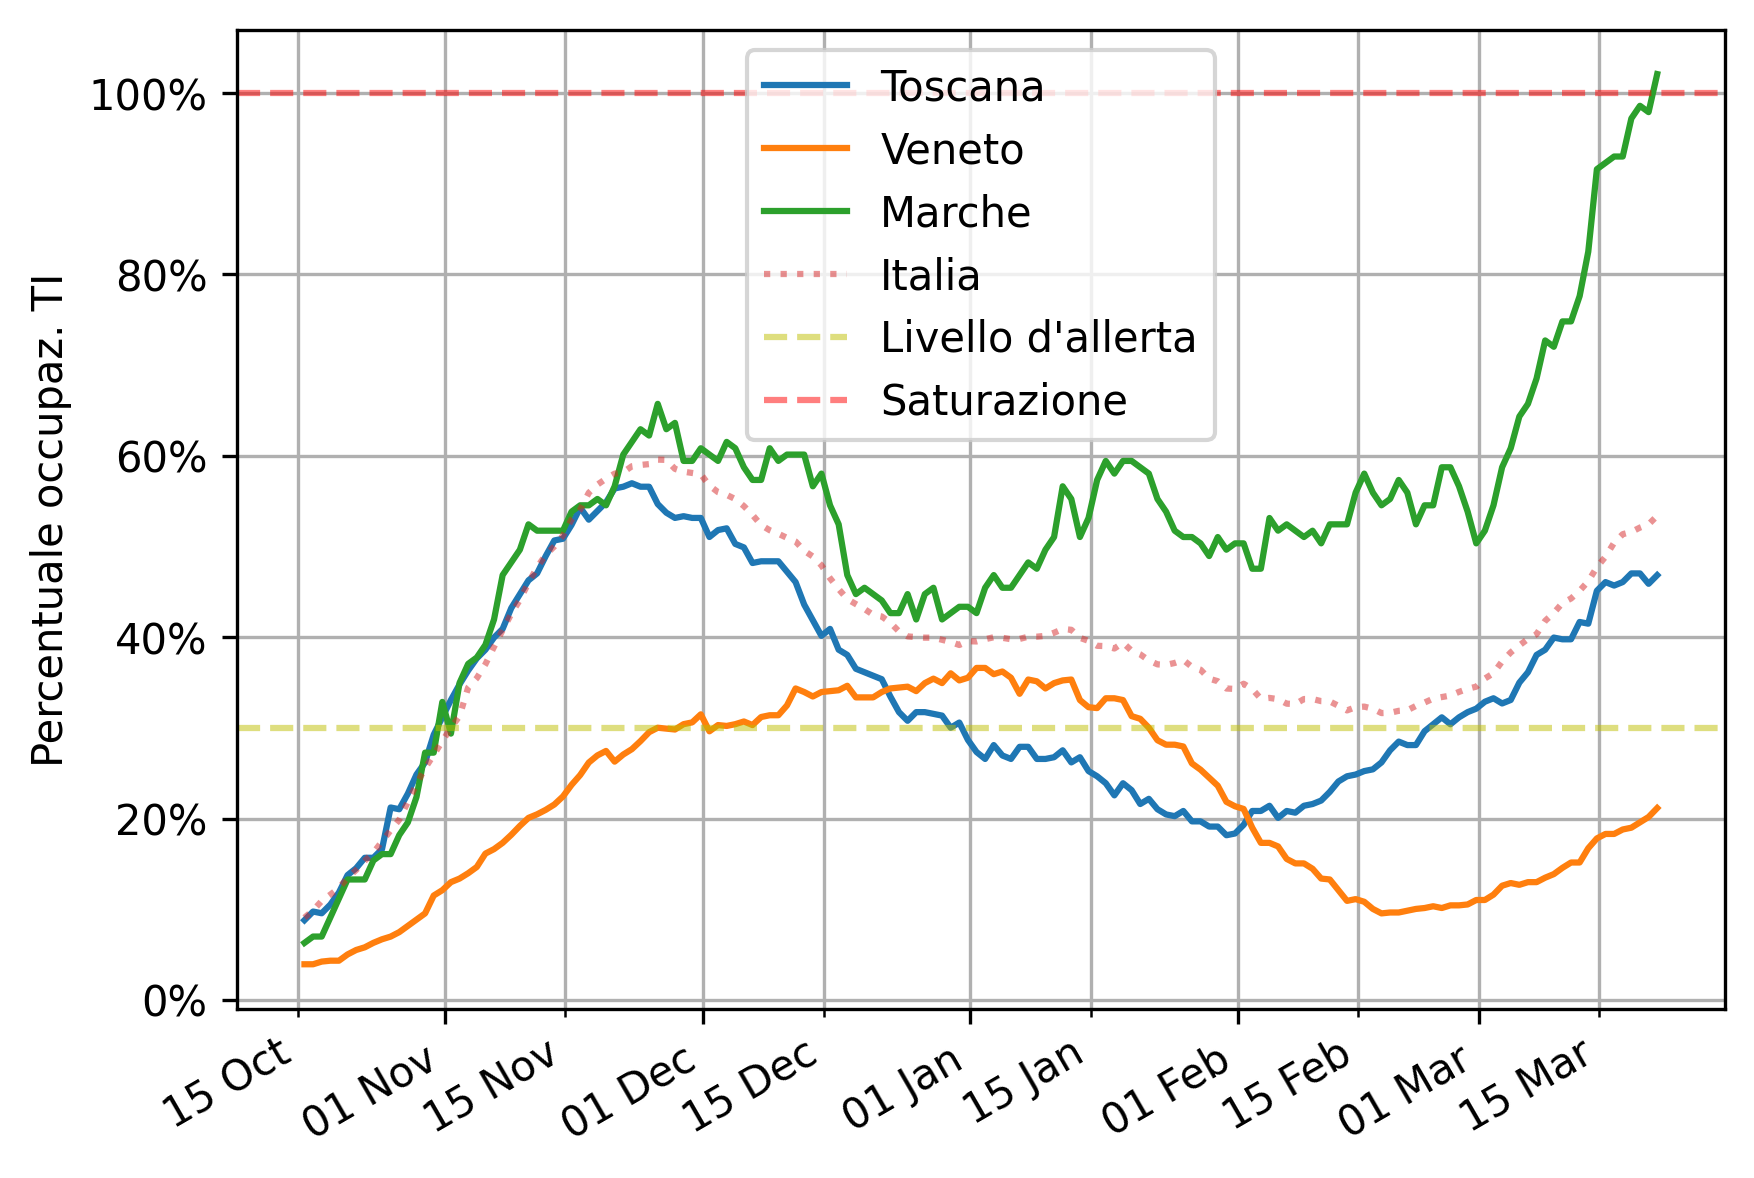 Toscana
Veneto
Marche
Italia
Livello d'allerta
Saturazione
Percentuale occupaz. TI
100%
80%
60%
40%
20%
0%
15 Oct
01 Nov
15 Nov
01 Dec
15 Dec
01 Jan
15 Jan
01 Feb
15 Feb
01 Mar
15 Mar